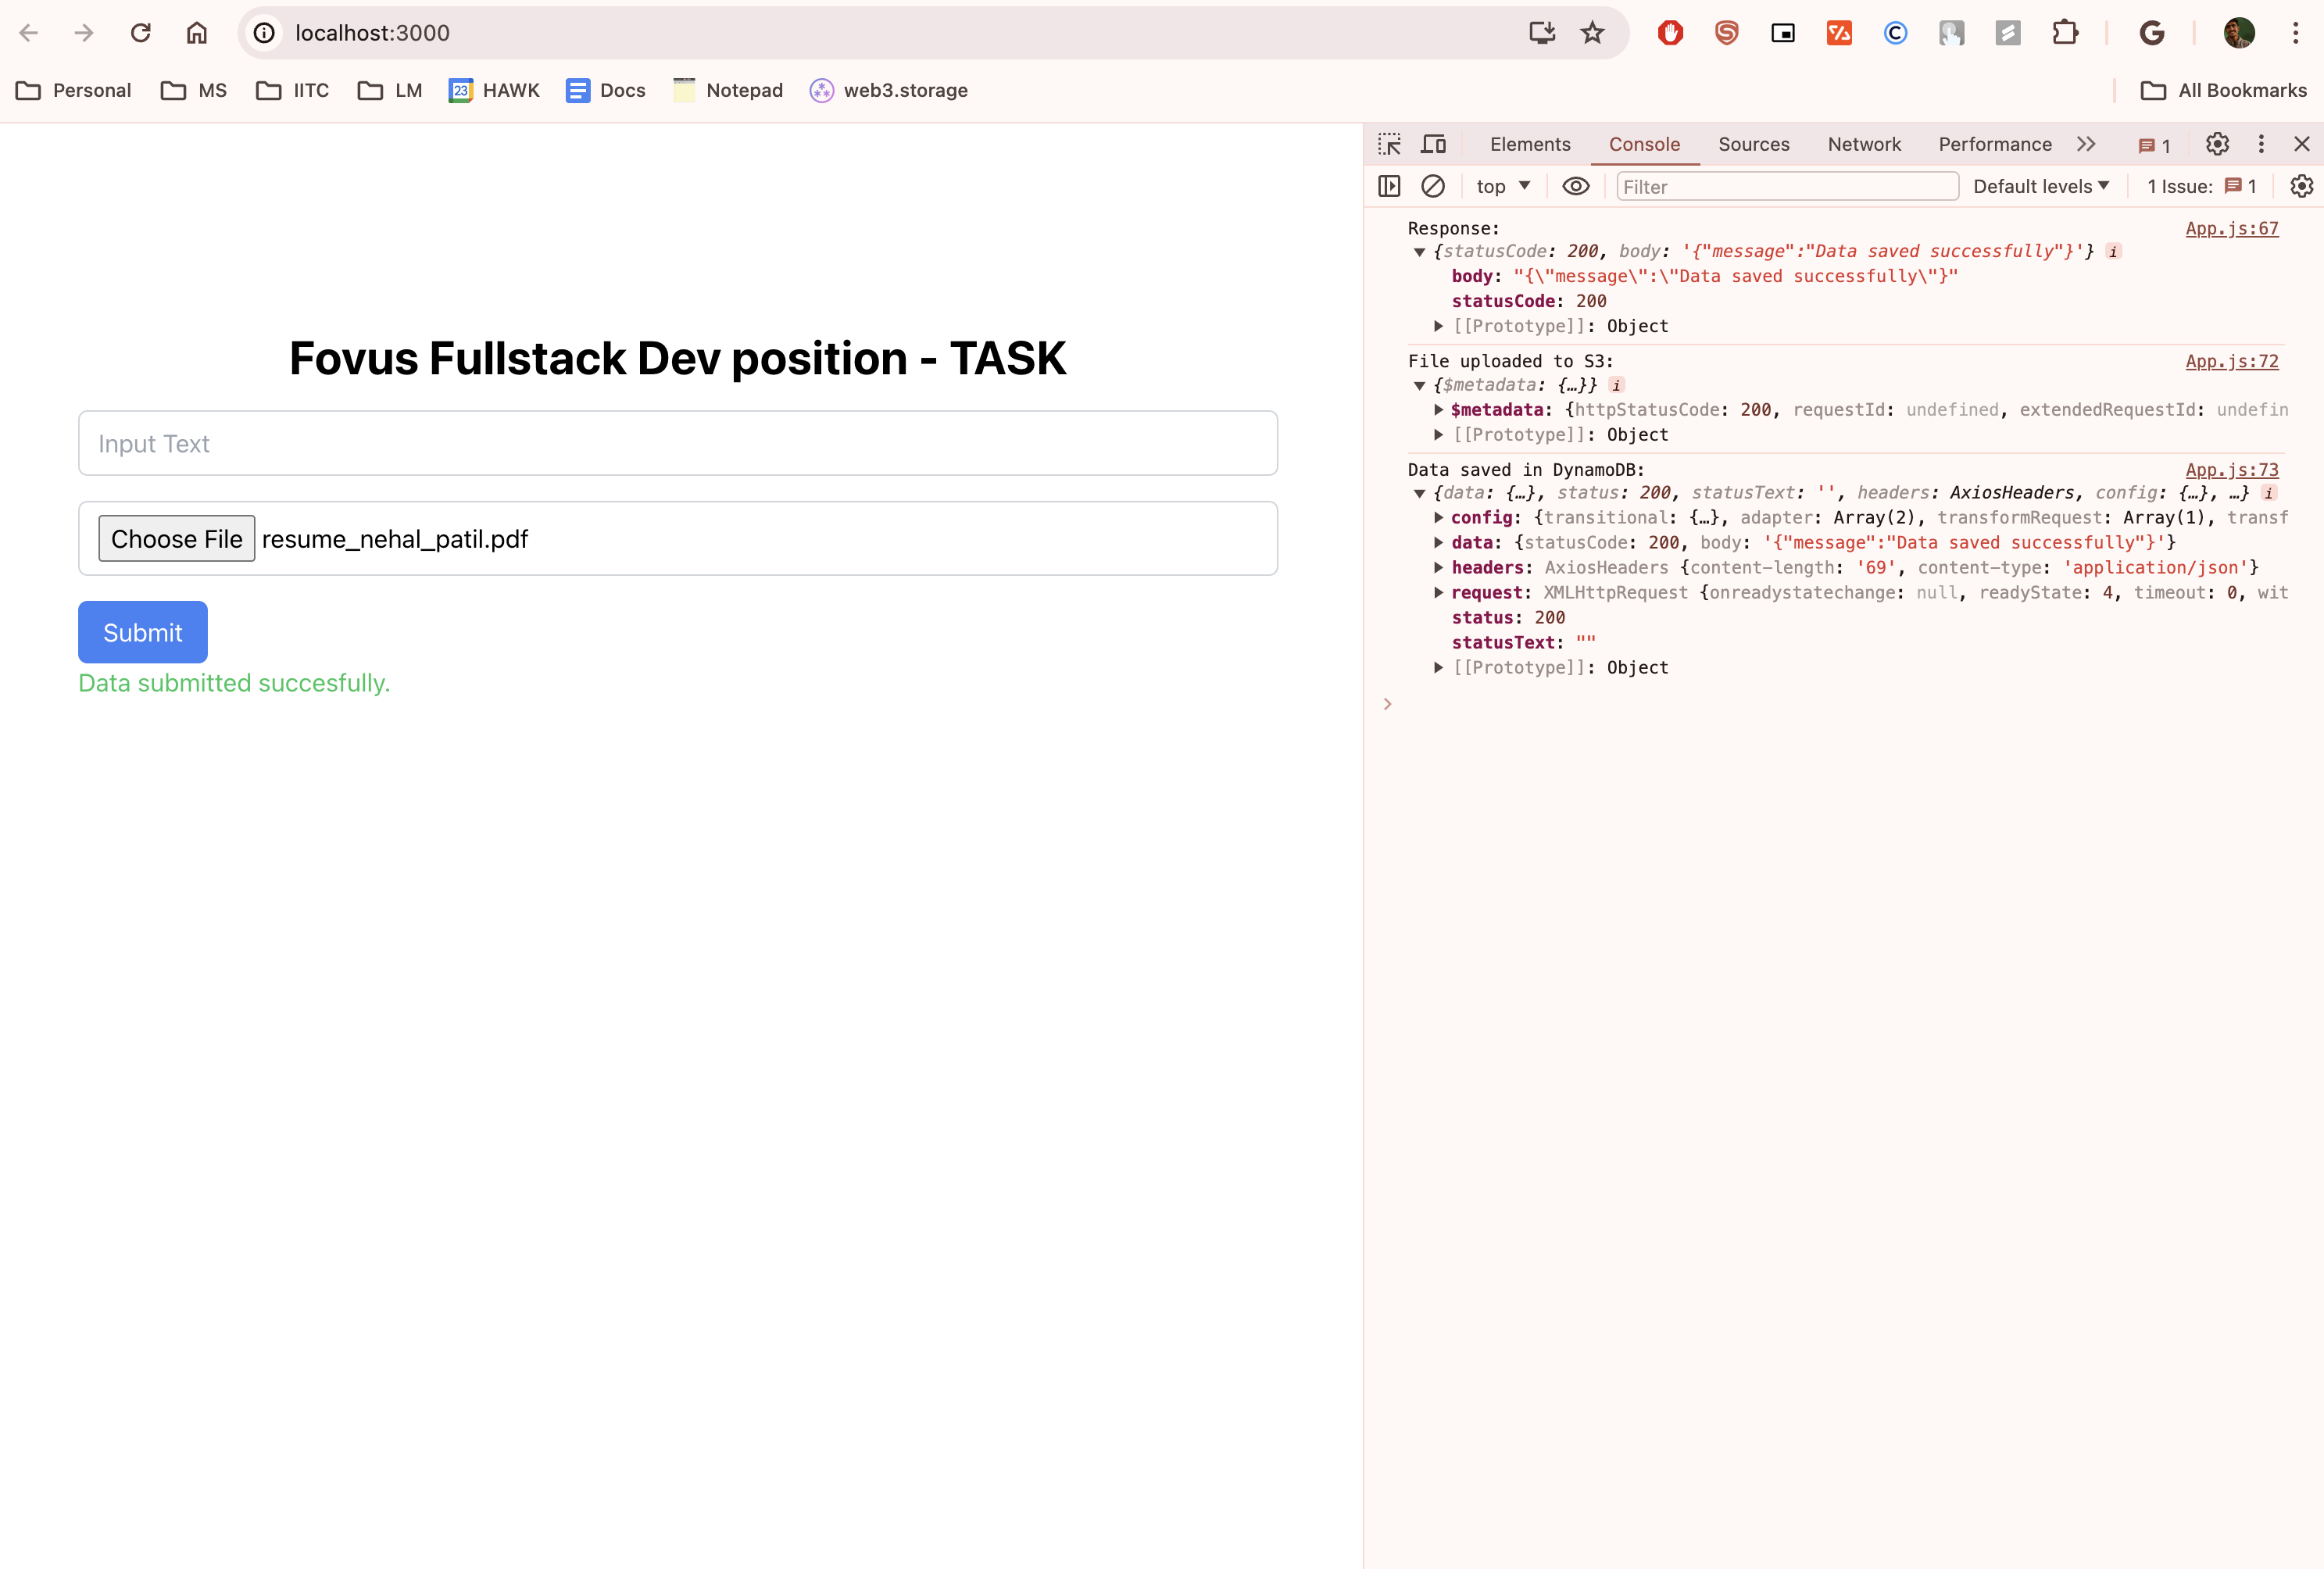 localhost:3000
Personal MS IITC LM 23 HAWK Docs Notepad web3.storage All Bookmarks
Fovus Fullstack Dev position - TASK
Input Text
Choose File resume_nehal_patil.pdf
Submit
Data submitted succesfully.
Elements Console Sources Network Performance 1
top Filter Default levels 1 Issue: 1
Response: App.js:67
{statusCode: 200, body: '{"message":"Data saved successfully"}'} i
body: "{\"message\":\"Data saved successfully\"}"
statusCode: 200
[[Prototype]]: Object
File uploaded to S3: App.js:72
{$metadata: {…}} i
$metadata: {httpStatusCode: 200, requestId: undefined, extendedRequestId: undefin
[[Prototype]]: Object
Data saved in DynamoDB: App.js:73
{data: {…}, status: 200, statusText: '', headers: AxiosHeaders, config: {…}, …} i
config: {transitional: {…}, adapter: Array(2), transformRequest: Array(1), transf
data: {statusCode: 200, body: '{"message":"Data saved successfully"}'}
headers: AxiosHeaders {content-length: '69', content-type: 'application/json'}
request: XMLHttpRequest {onreadystatechange: null, readyState: 4, timeout: 0, wit
status: 200
statusText: ""
[[Prototype]]: Object